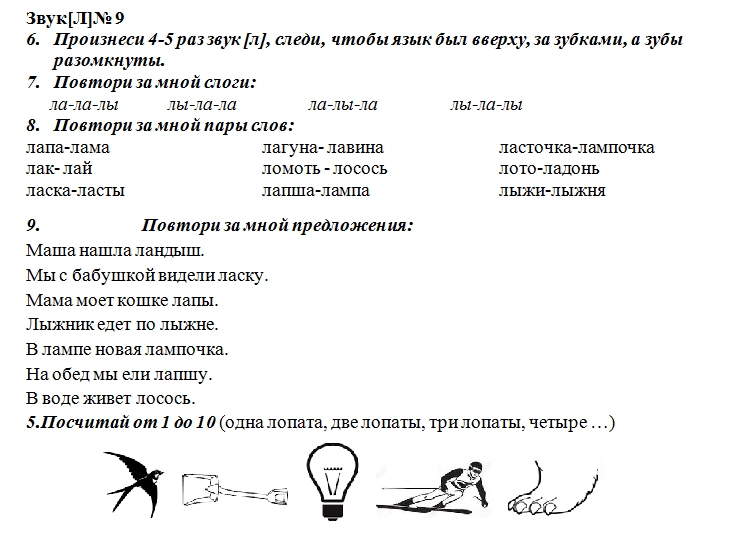 Звук[Л]№ 9
6. Произнеси 4-5 раз звук [л], следи, чтобы язык был вверху, за зубками, а зубы
разомкнуты.
7. Повтори за мной слоги:
ла-ла-лы лы-ла-ла ла-лы-ла лы-ла-лы
8. Повтори за мной пары слов:
лапа-лама лагуна- лавина ласточка-лампочка
лак- лай ломоть - лосось лото-ладонь
ласка-ласты лапша-лампа лыжи-лыжня
9. Повтори за мной предложения:
Маша нашла ландыш.
Мы с бабушкой видели ласку.
Мама моет кошке лапы.
Лыжник едет по лыжне.
В лампе новая лампочка.
На обед мы ели лапшу.
В воде живет лосось.
5.Посчитай от 1 до 10 (одна лопата, две лопаты, три лопаты, четыре …)